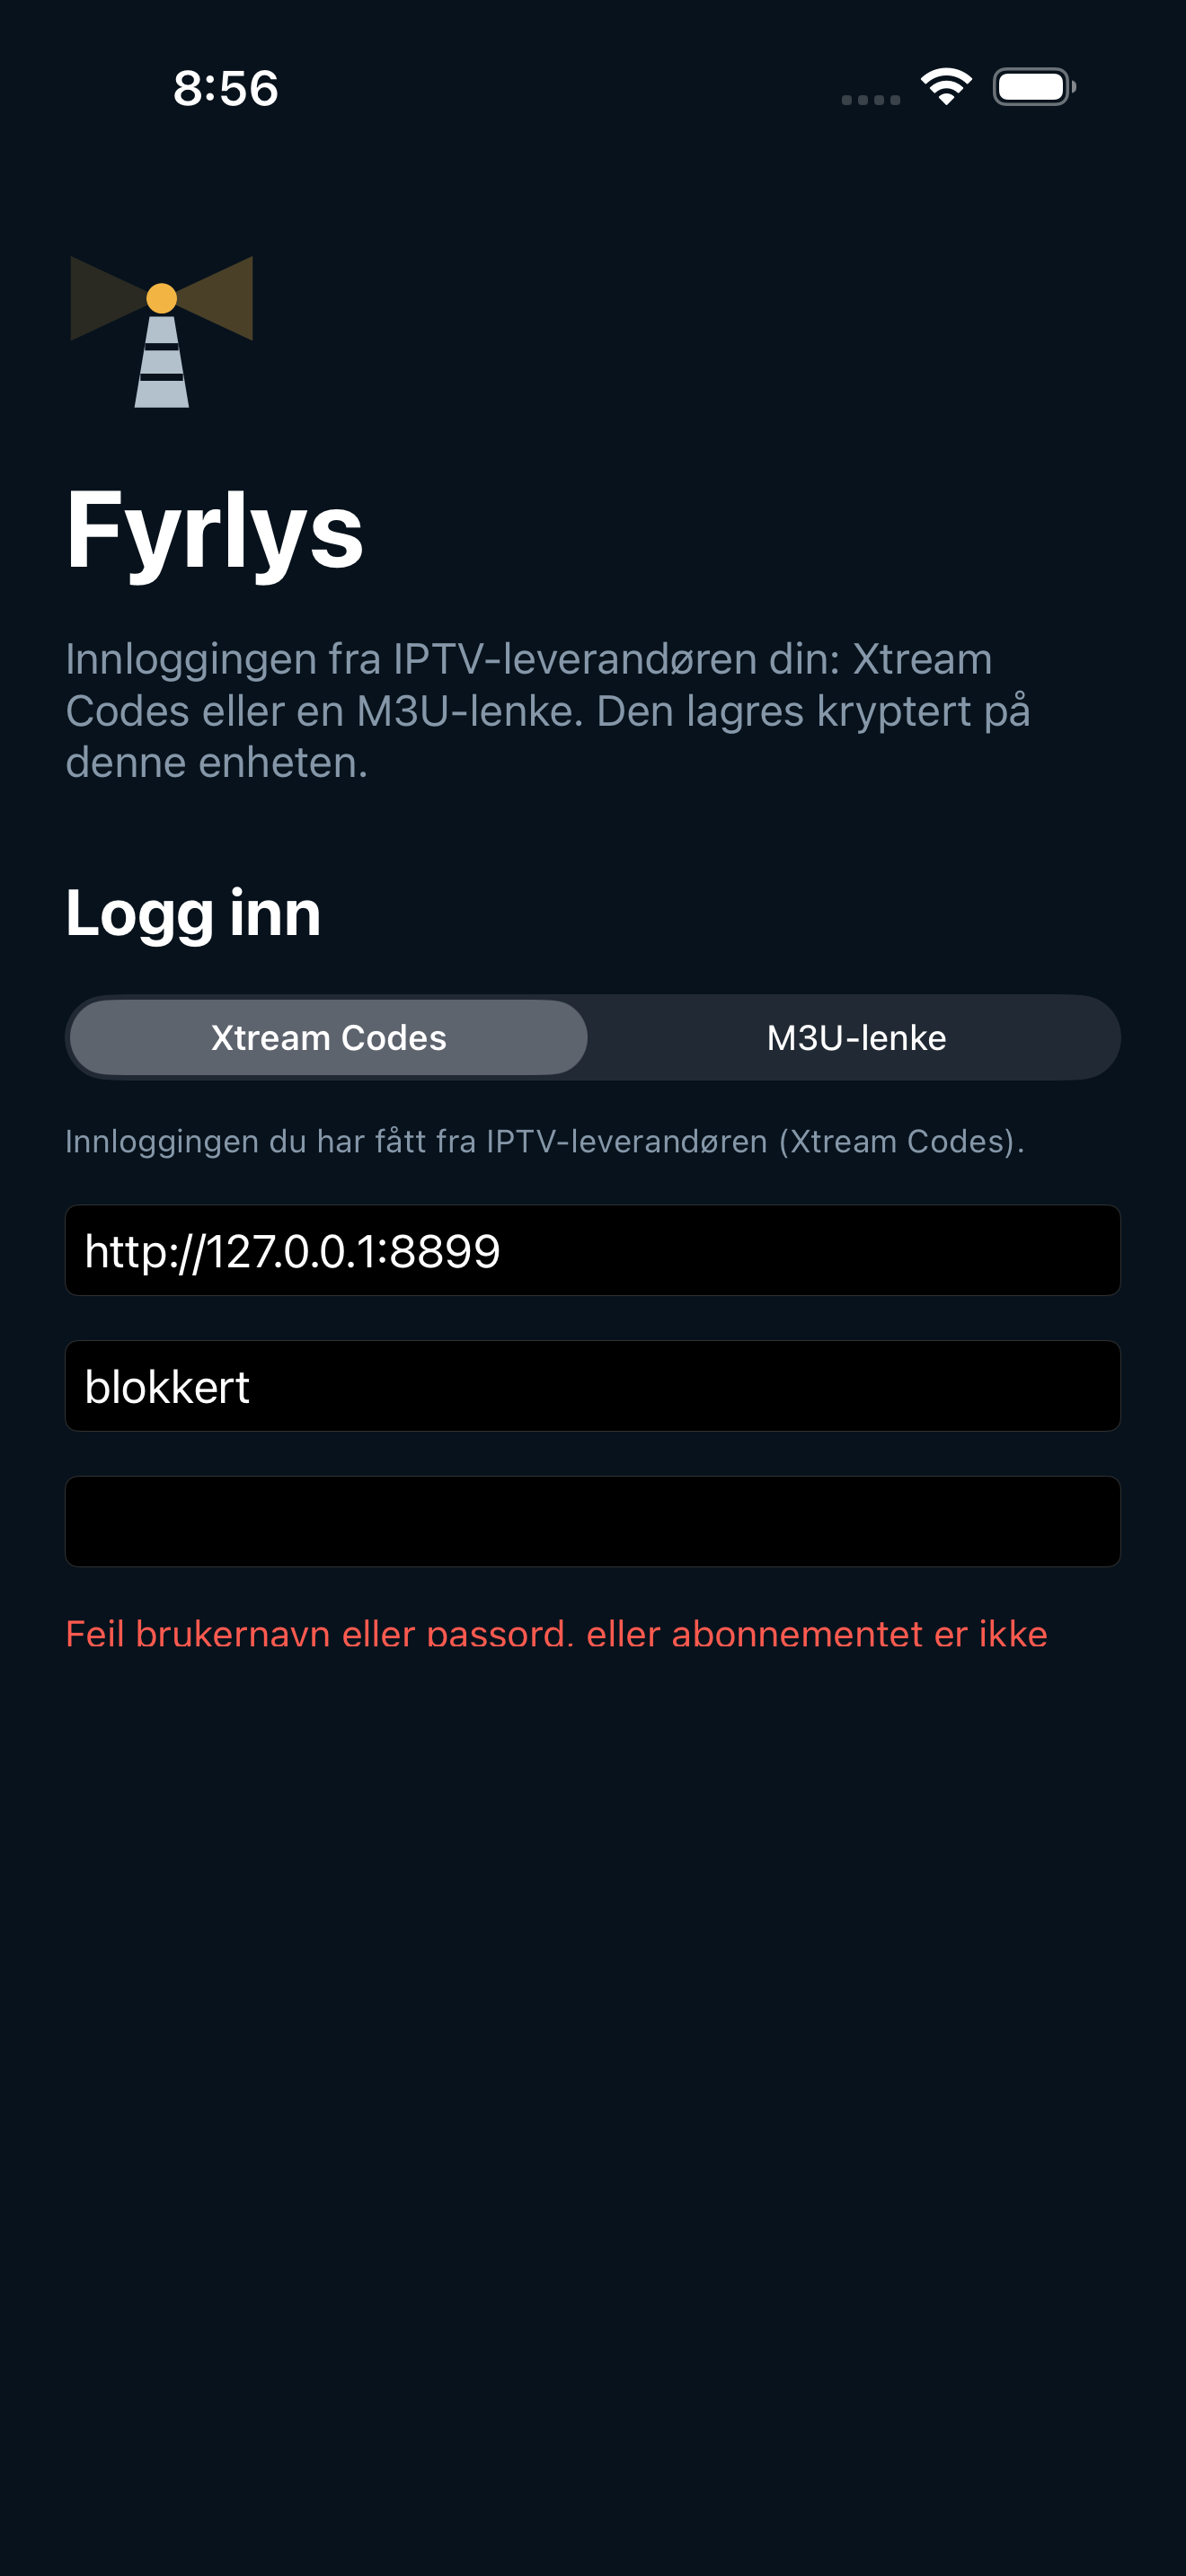 8:56
Fyrlys
Innloggingen fra IPTV-leverandøren din: Xtream
Codes eller en M3U-lenke. Den lagres kryptert på
denne enheten.
Logg inn
Xtream Codes
M3U-lenke
Innloggingen du har fått fra IPTV-leverandøren (Xtream Codes).
http://127.0.0.1:8899
blokkert
Feil brukernavn eller passord, eller abonnementet er ikke